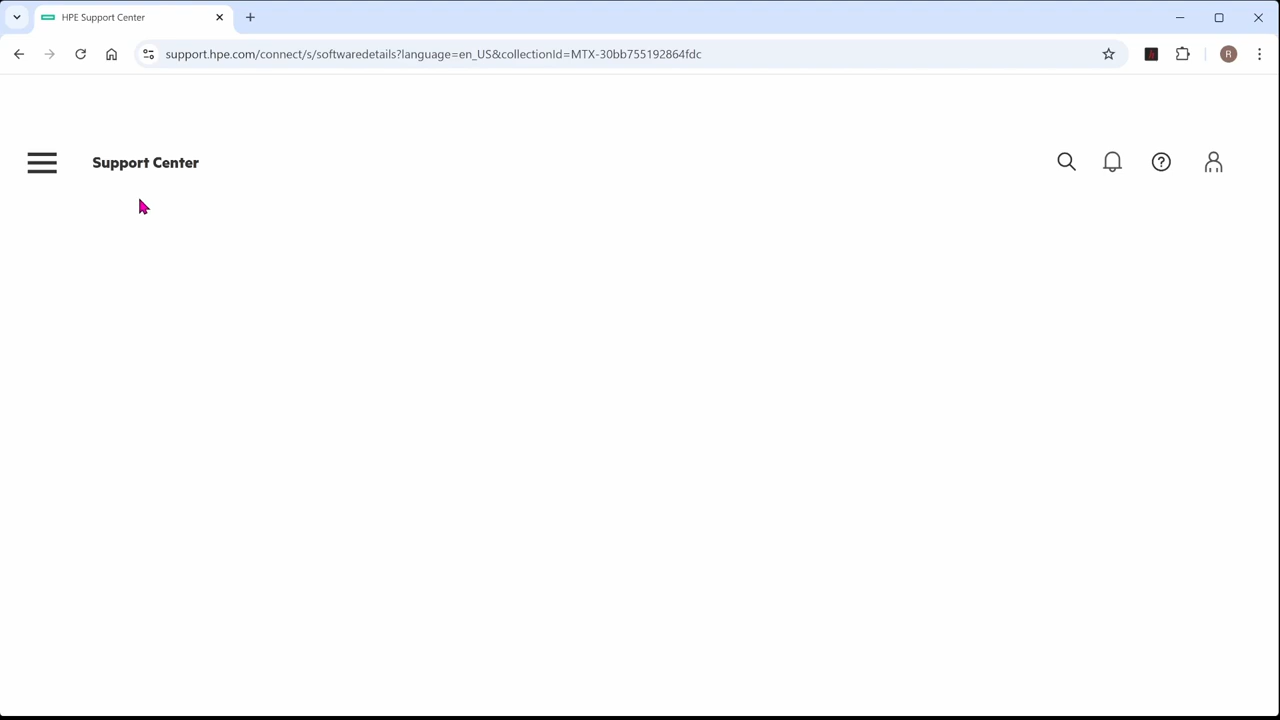 HPE Support Center
support.hpe.com/connect/s/softwaredetails?language=en_US&collectionId=MTX-30bb755192864fdc
R
Support Center